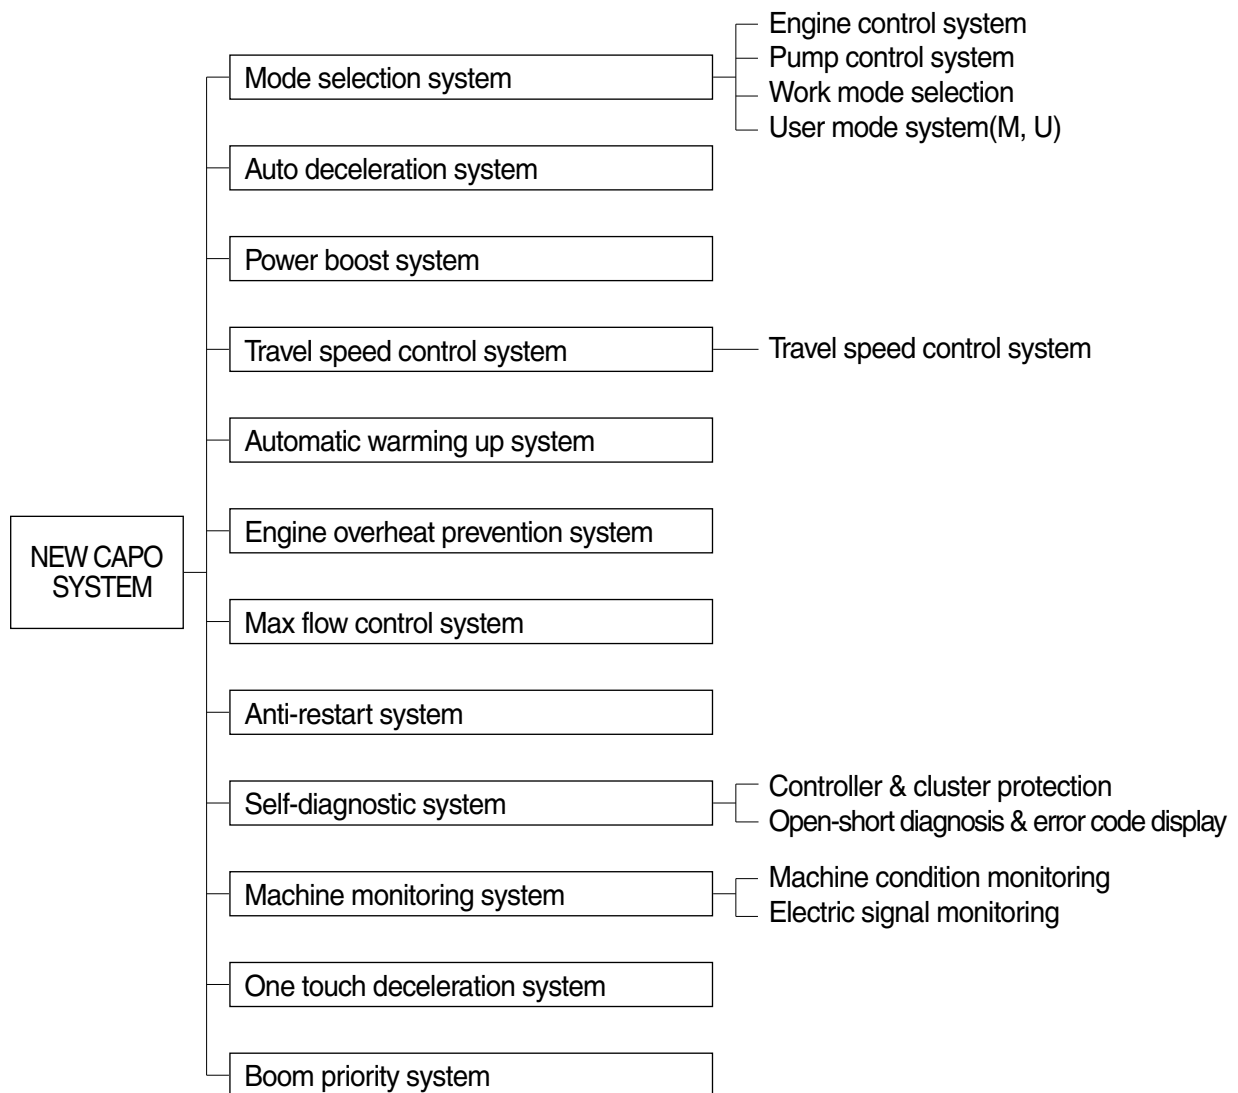 Engine control system
Pump control system
Mode selection system
Work mode selection
User mode system(M, U)
Auto deceleration system
Power boost system
Travel speed control system
Travel speed control system
Automatic warming up system
Engine overheat prevention system
NEW CAPO
SYSTEM
Max flow control system
Anti-restart system
Self-diagnostic system
Controller & cluster protection
Open-short diagnosis & error code display
Machine monitoring system
Machine condition monitoring
Electric signal monitoring
One touch deceleration system
Boom priority system